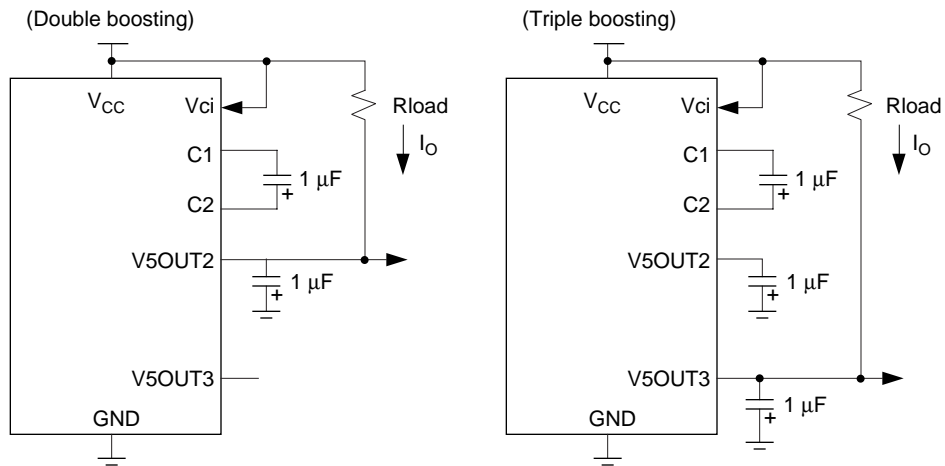 (Double boosting)
VCC
Vci
Rload
IO
C1
1 μF
+
C2
V5OUT2
1 μF
+
V5OUT3
GND
(Triple boosting)
VCC
Vci
Rload
IO
C1
1 μF
+
C2
V5OUT2
1 μF
+
V5OUT3
1 μF
+
GND